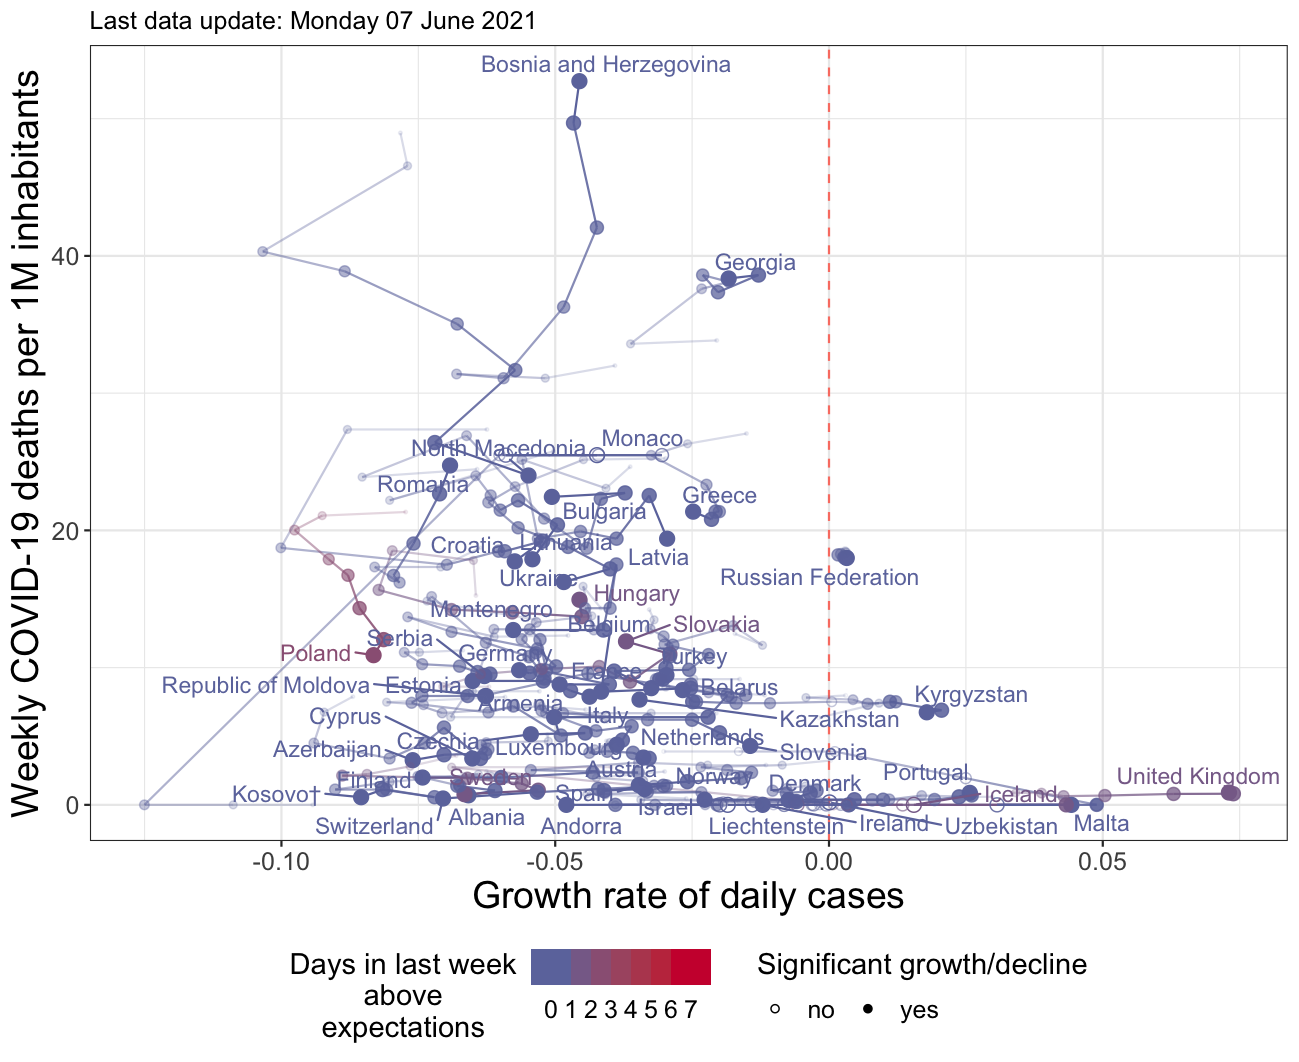 Last data update: Monday 07 June 2021
Weekly COVID-19 deaths per 1M inhabitants
40
20
0
Bosnia and Herzegovina
Georgia
North Macedonia
Monaco
Romania
Greece
Bulgaria
Croatia
Lithuania
Latvia
Ukraine
Russian Federation
Hungary
Montenegro
Belgium
Slovakia
Serbia
Poland
Germany
Turkey
France
Republic of Moldova
Estonia
Belarus
Kyrgyzstan
Armenia
Cyprus
Italy
Kazakhstan
Czechia
Netherlands
Azerbaijan
Luxembourg
Slovenia
Austria
Portugal
Finland
Sweden
Norway
Denmark
United Kingdom
Kosovo†
Spain
Iceland
Israel
Switzerland
Albania
Andorra
Liechtenstein
Ireland
Uzbekistan
Malta
-0.10
-0.05
0.00
0.05
Growth rate of daily cases
Days in last week
above
expectations
0 1 2 3 4 5 6 7
Significant growth/decline
no
yes